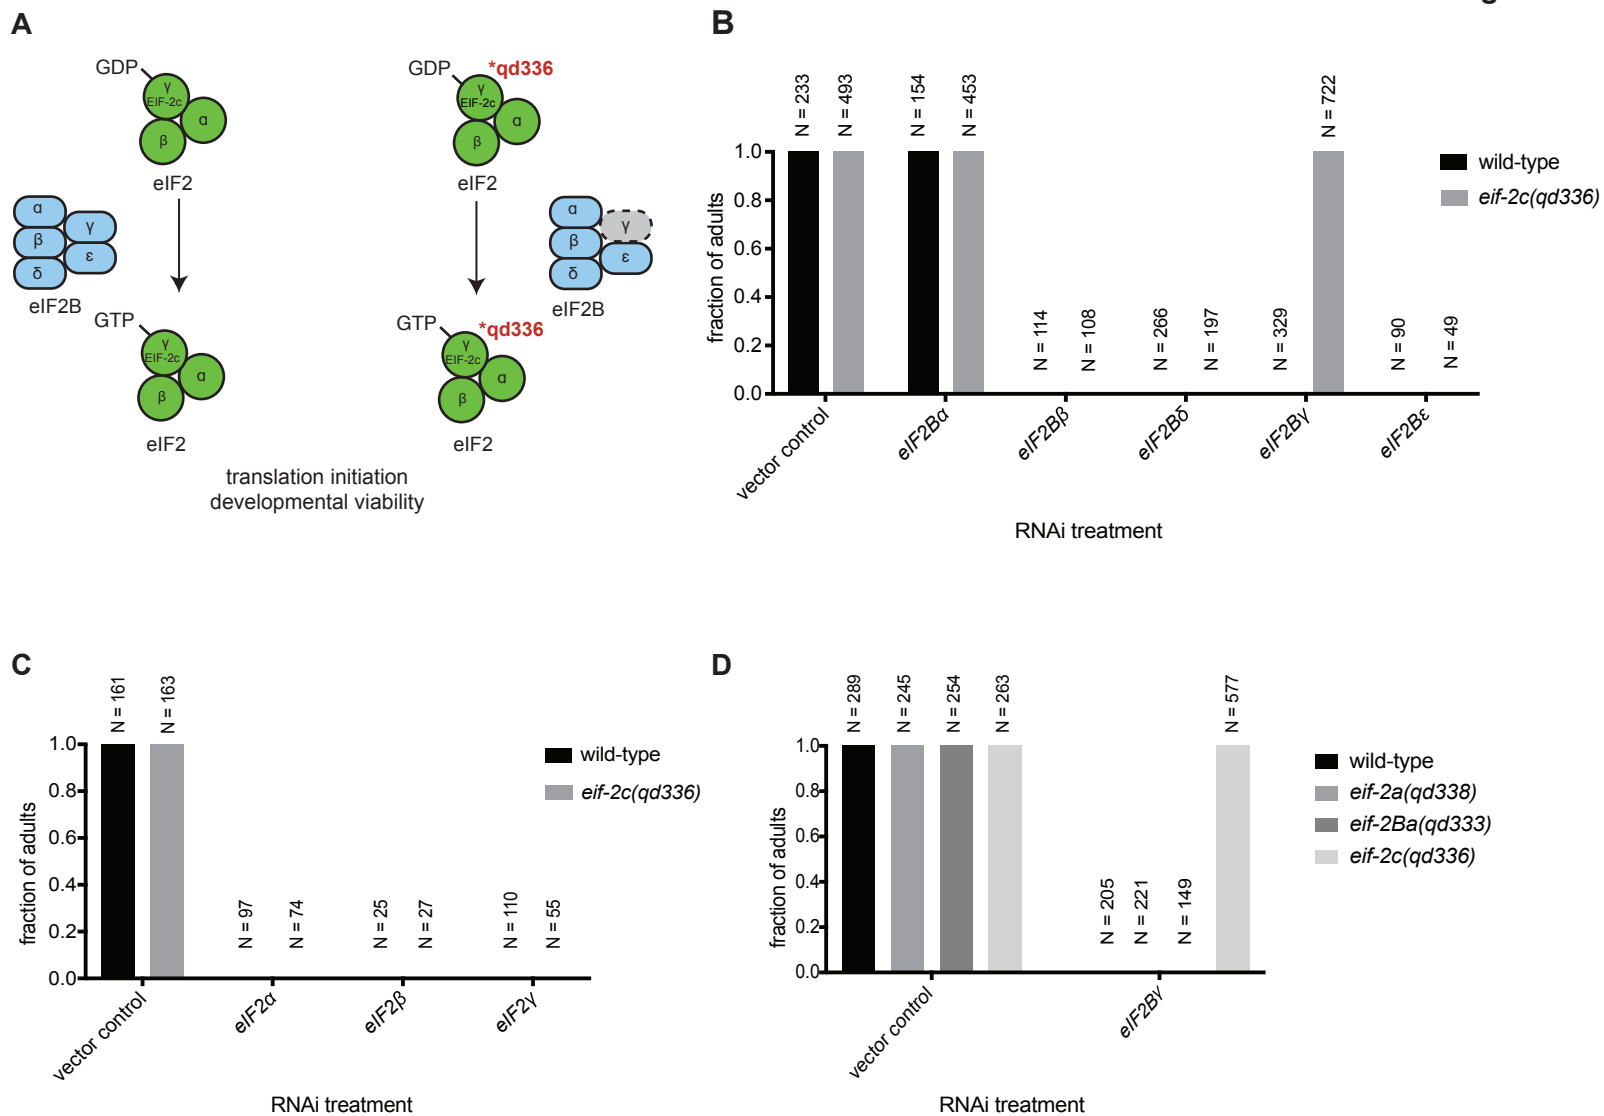 g
A
GDP
γ
EIF-2c
α
β
eIF2
α
β
δ
γ
ε
eIF2B
GTP
γ
EIF-2c
α
β
eIF2
GDP
*qd336
γ
EIF-2c
α
β
eIF2
α
β
δ
γ
ε
eIF2B
GTP
*qd336
γ
EIF-2c
α
β
eIF2
translation initiation
developmental viability
B
N = 233
N = 493
N = 154
N = 453
N = 114
N = 108
N = 266
N = 197
N = 329
N = 722
N = 90
N = 49
1.0
0.8
0.6
0.4
0.2
0.0
fraction of adults
vector control
eIF2Bα
eIF2Bβ
eIF2Bδ
eIF2Bγ
eIF2Bε
RNAi treatment
wild-type
eif-2c(qd336)
C
N = 161
N = 163
N = 97
N = 74
N = 25
N = 27
N = 110
N = 55
1.0
0.8
0.6
0.4
0.2
0.0
fraction of adults
vector control
eIF2α
eIF2β
eIF2γ
RNAi treatment
wild-type
eif-2c(qd336)
D
N = 289
N = 245
N = 254
N = 263
N = 205
N = 221
N = 149
N = 577
1.0
0.8
0.6
0.4
0.2
0.0
fraction of adults
vector control
eIF2Bγ
RNAi treatment
wild-type
eif-2a(qd338)
eif-2Ba(qd333)
eif-2c(qd336)